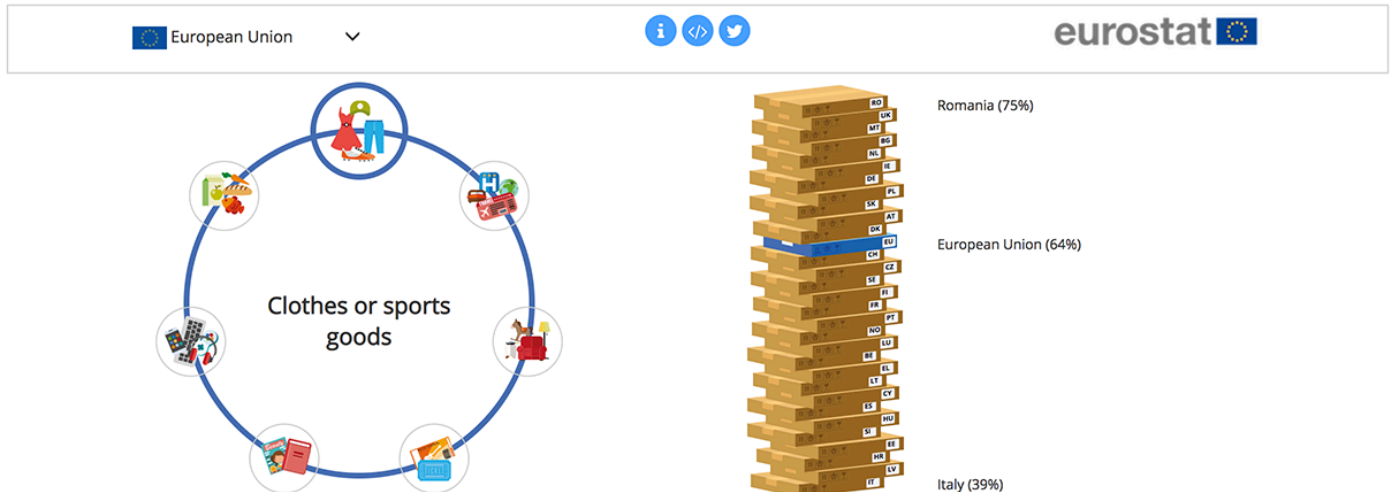 European Union
i
</>
eurostat
Clothes or sports
goods
RO
UK
MT
BG
NL
IE
DE
PL
SK
AT
DK
EU
CH
CZ
SE
FI
FR
PT
NO
LU
BE
EL
LT
CY
ES
HU
SI
EE
HR
LV
IT
Romania (75%)
European Union (64%)
Italy (39%)